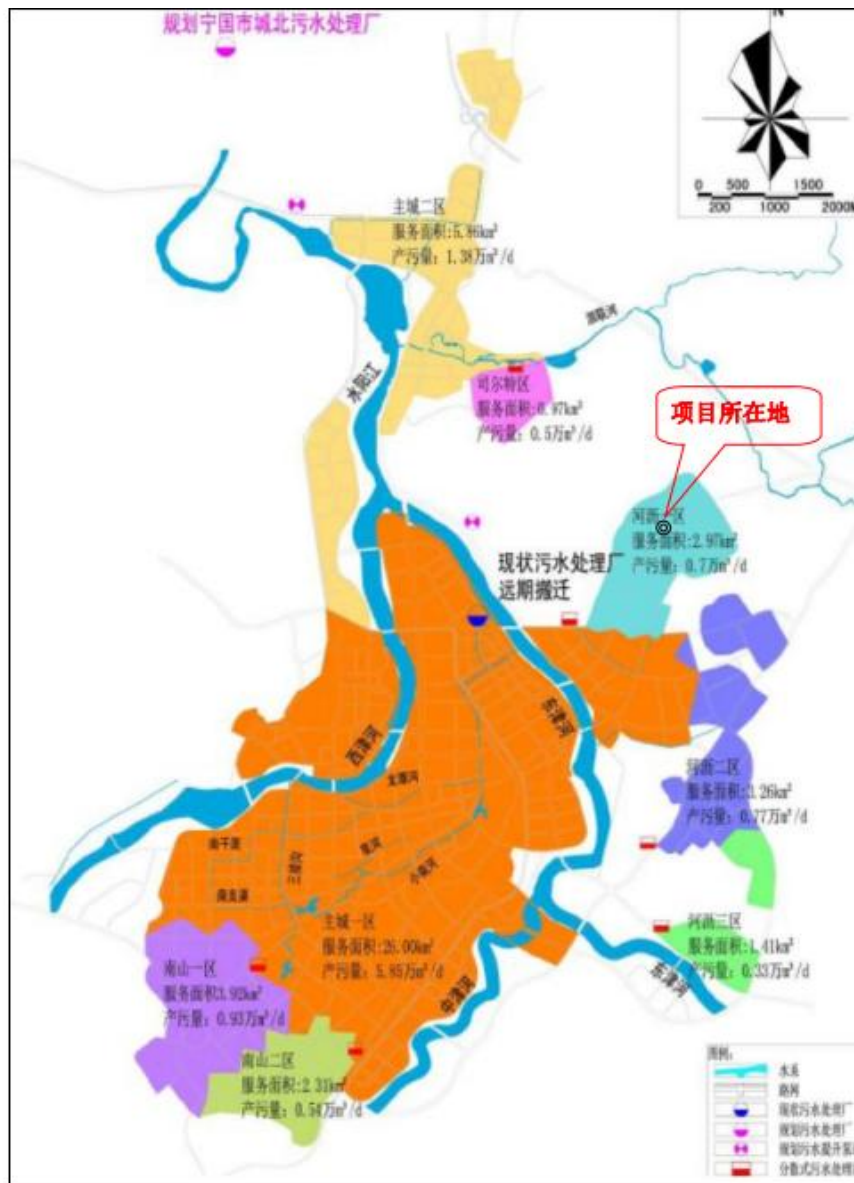 规划宁国市城北污水处理厂
N
0 500 1500
200 1000 2000M
主城二区
服务面积:5.86km²
产污量: 1.38万m³/d
水阳江
司尔特区
服务面积:0.97km²
产污量: 0.5万m³/d
项目所在地
河沥一区
服务面积:2.97km²
产污量: 0.7万m³/d
现状污水处理厂
远期搬迁
东津河
西津河
河沥二区
服务面积:3.26km²
产污量: 0.77万m³/d
南干渠
主城一区
服务面积:26.00km²
产污量: 5.85万m³/d
河沥二区
服务面积:1.41km²
产污量: 0.33万m³/d
东津河
中津河
南山一区
服务面积3.92km²
产污量: 0.93万m³/d
南山二区
服务面积:2.31km²
产污量: 0.54万m³/d
图例:
水系
路网
现状污水处理厂
规划污水处理厂
规划污水提升泵
分散式污水处理